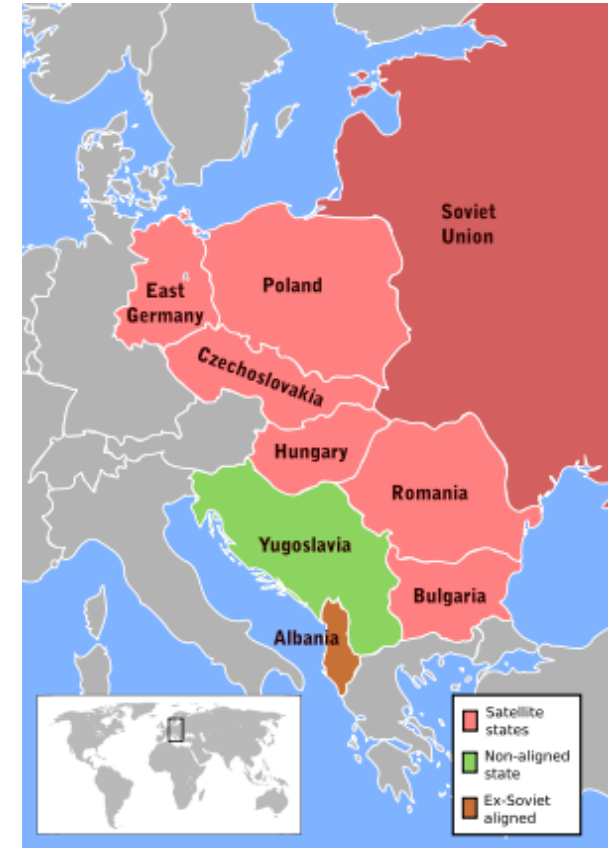 Soviet
Union
Poland
East
Germany
Czechoslovakia
Hungary
Romania
Yugoslavia
Bulgaria
Albania
Satellite
states
Non-aligned
state
Ex-Soviet
aligned